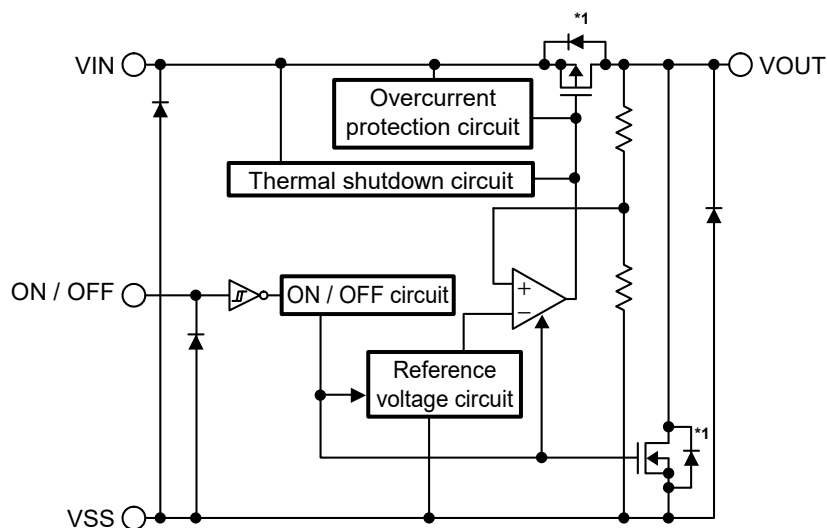 *1
VIN
VOUT
Overcurrent
protection circuit
Thermal shutdown circuit
ON / OFF
ON / OFF circuit
+
−
Reference
voltage circuit
*1
VSS